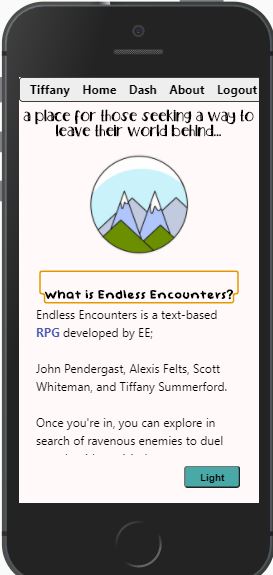 Tiffany Home Dash About Logout
a place for those seeking a way to
leave their world behind...
What is Endless Encounters?
Endless Encounters is a text-based
RPG developed by EE;
John Pendergast, Alexis Felts, Scott
Whiteman, and Tiffany Summerford.
Once you're in, you can explore in
search of ravenous enemies to duel
Light